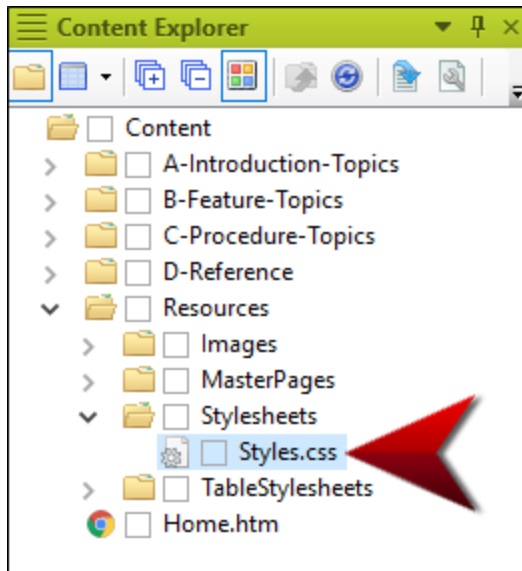 Content Explorer
Content
A-Introduction-Topics
B-Feature-Topics
C-Procedure-Topics
D-Reference
Resources
Images
MasterPages
Stylesheets
Styles.css
TableStylesheets
Home.htm